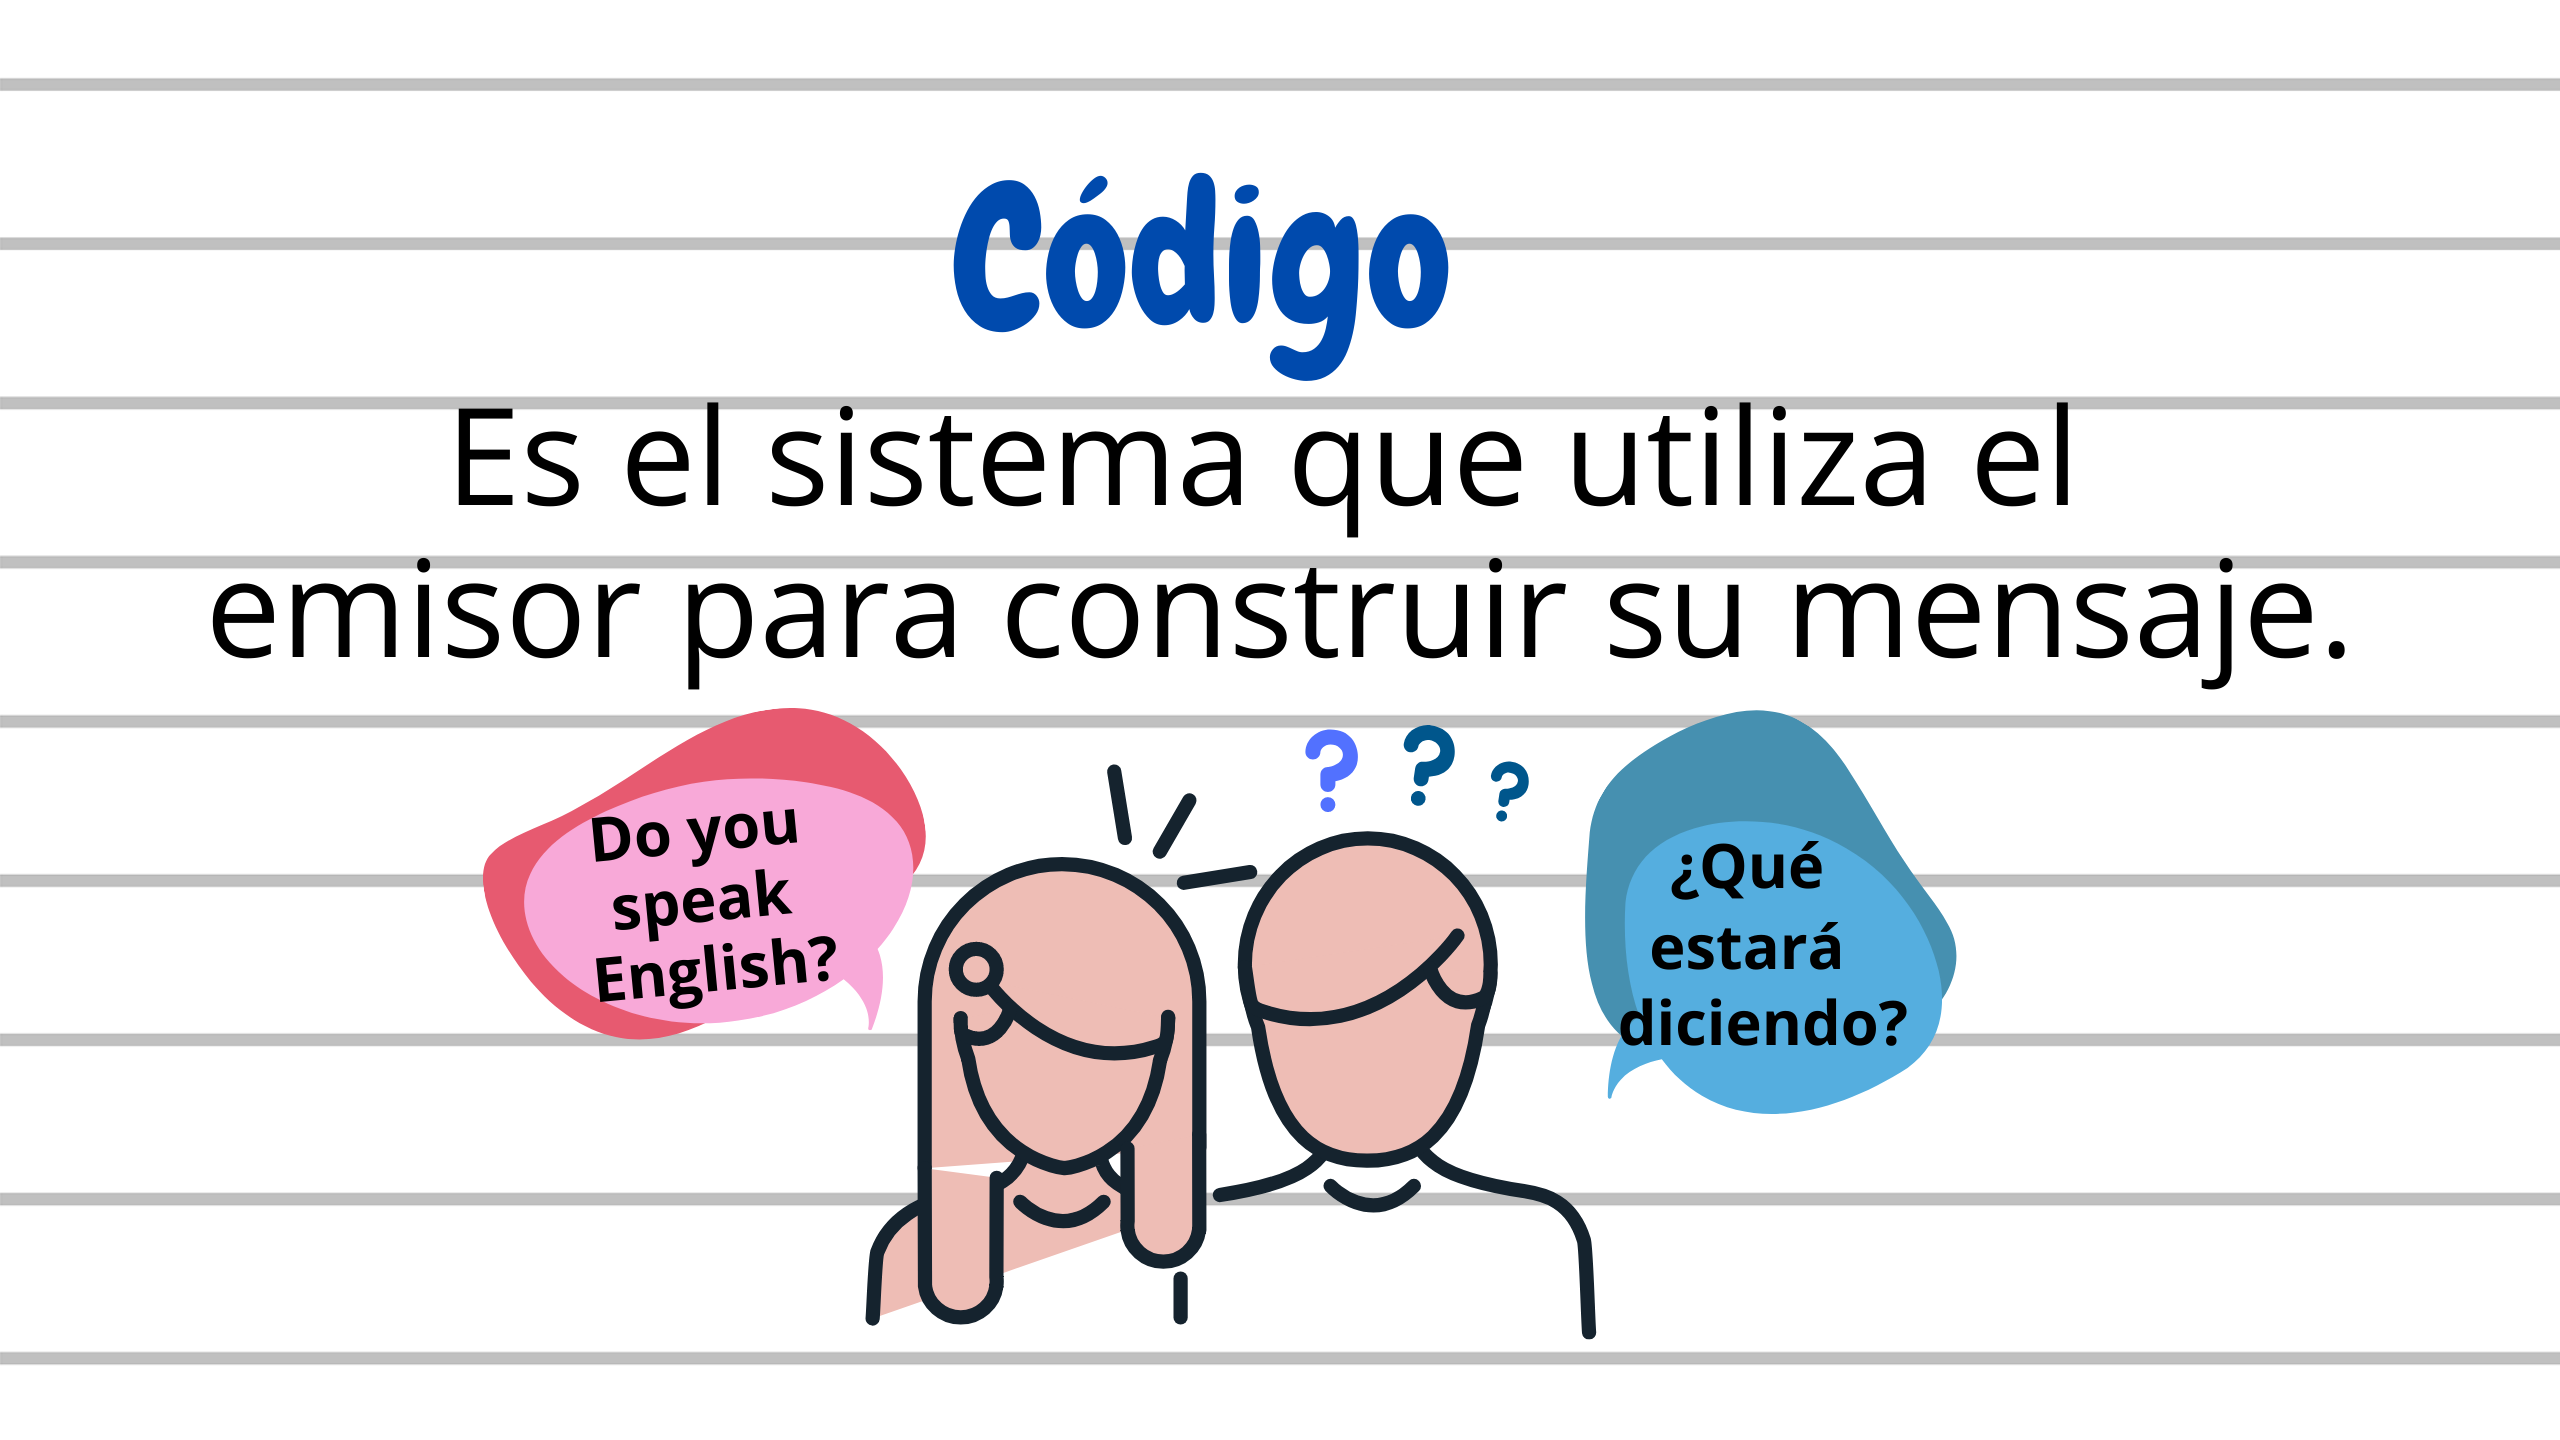 Código
Es el sistema que utiliza el
emisor para construir su mensaje.
Do you
speak
English?
? ? ?
¿Qué
estará
diciendo?